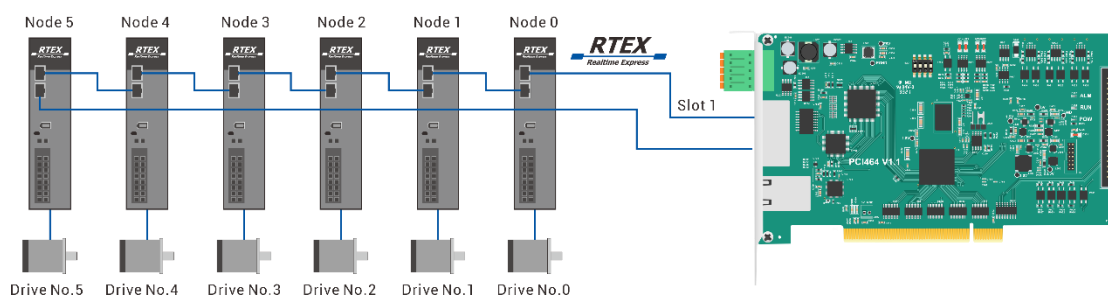 Node 5
Node 4
Node 3
Node 2
Node 1
Node 0
RTEX
Realtime Express
Slot 1
ALM
RUN
POW
PCI464 V1.1
Drive No.5
Drive No.4
Drive No.3
Drive No.2
Drive No.1
Drive No.0